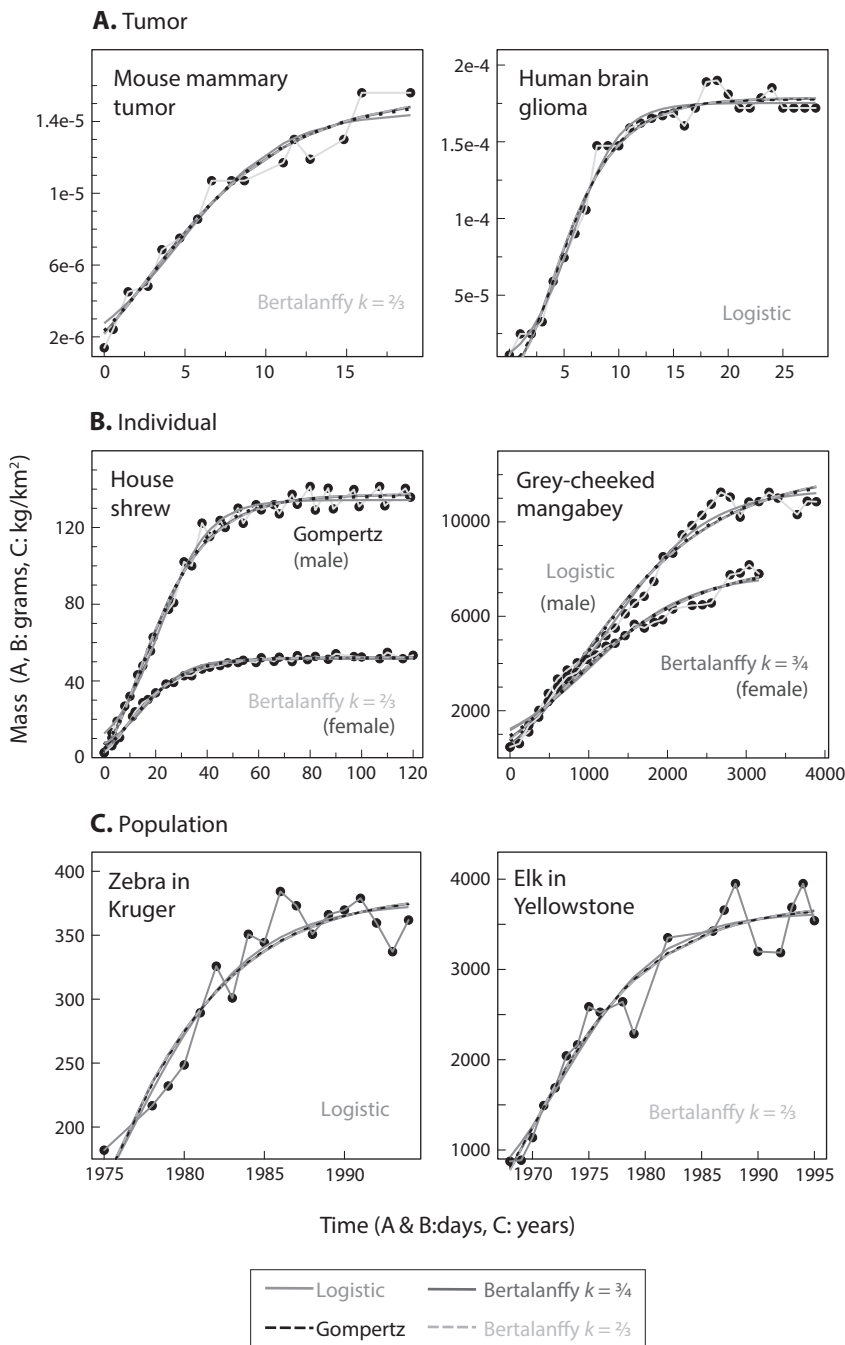 A. Tumor
Mouse mammary
tumor
1.4e-5
1e-5
6e-6
2e-6
0 5 10 15
Bertalanffy k = ⅔
Human brain
glioma
2e-4
1.5e-4
1e-4
5e-5
5 10 15 20 25
Logistic
B. Individual
Mass (A, B: grams, C: kg/km²)
House
shrew
120
80
40
0
0 20 40 60 80 100 120
Gompertz
(male)
Bertalanffy k = ⅔
(female)
Grey-cheeked
mangabey
10000
6000
2000
0 1000 2000 3000 4000
Logistic
(male)
Bertalanffy k = ¾
(female)
C. Population
Zebra in
Kruger
400
350
300
250
200
1975 1980 1985 1990
Logistic
Elk in
Yellowstone
4000
3000
2000
1000
1970 1975 1980 1985 1990 1995
Bertalanffy k = ⅔
Time (A & B:days, C: years)
Logistic Bertalanffy k = ¾
Gompertz Bertalanffy k = ⅔